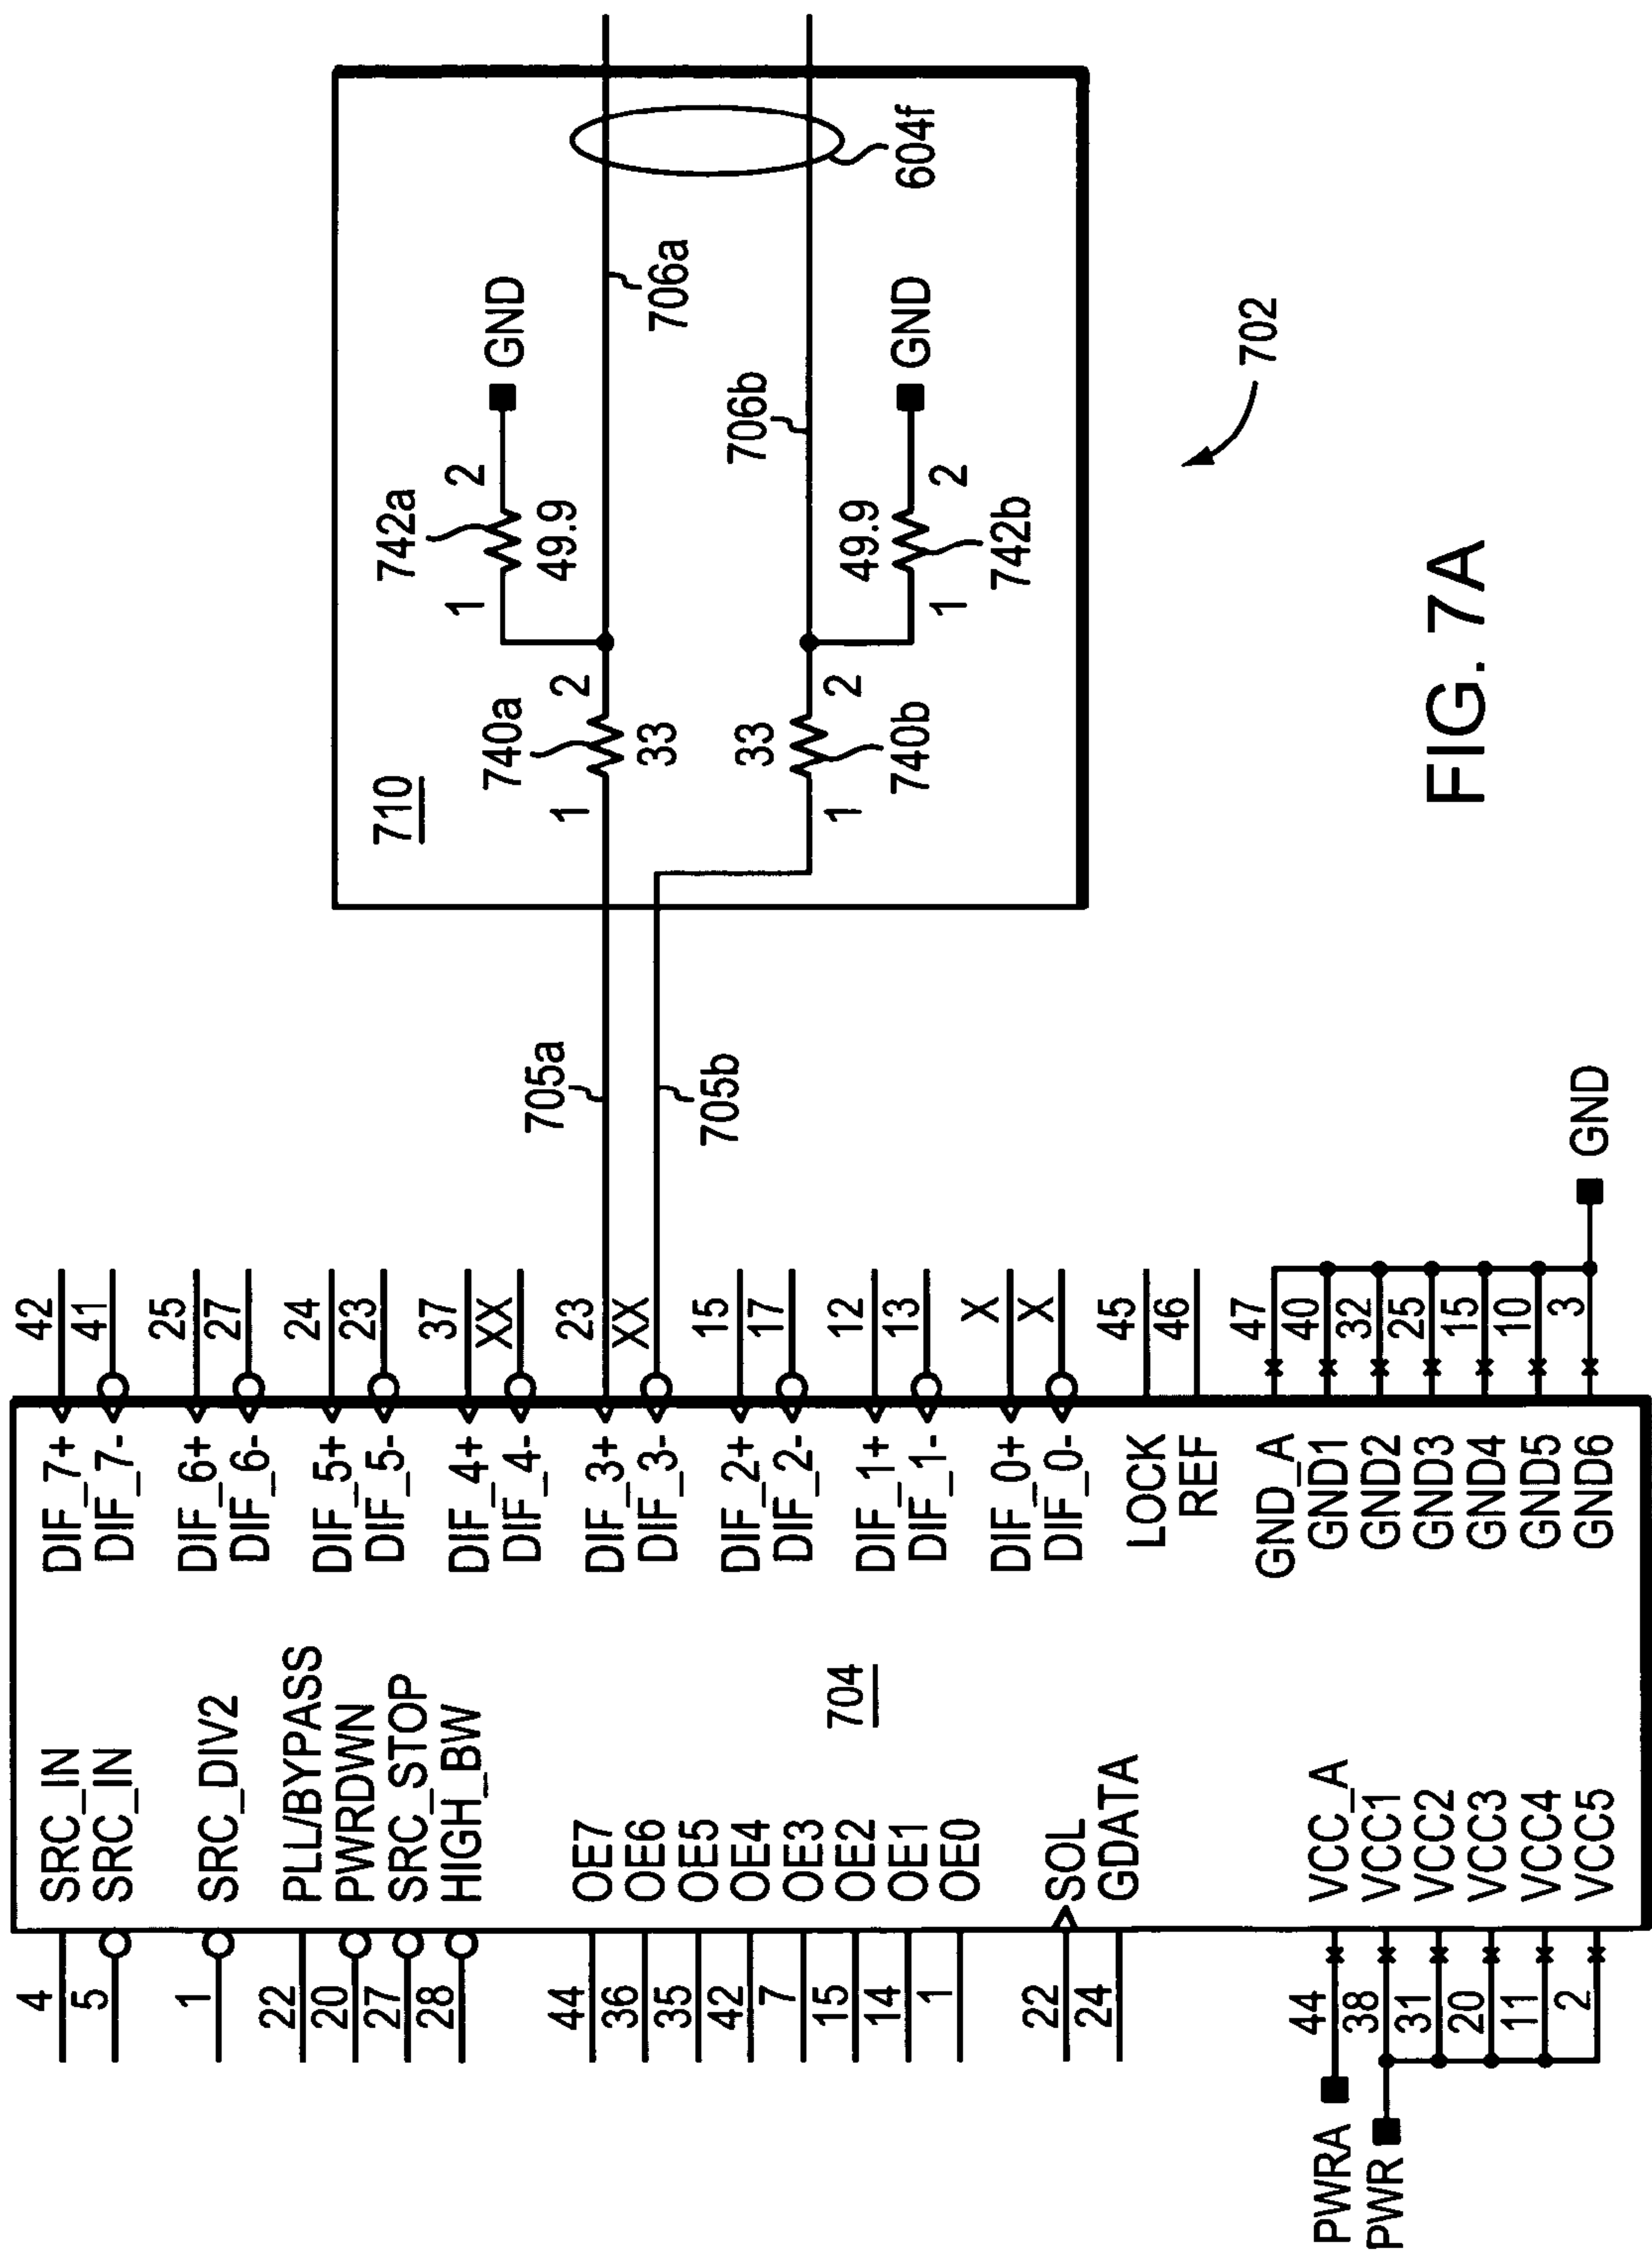 SRC_IN
SRC_IN
SRC_DIV2
PLL/BYPASS
PWRDWN
SRC_STOP
HIGH_BW
OE7
OE6
OE5
OE4
OE3
OE2
OE1
OE0
SOL
GDATA
VCC_A
VCC1
VCC2
VCC3
VCC4
VCC5
4
5
1
22
20
27
28
44
36
35
42
7
15
14
1
22
24
44
38
31
20
11
2
PWRA
PWR
704
DIF_7+
DIF_7-
DIF_6+
DIF_6-
DIF_5+
DIF_5-
DIF_4+
DIF_4-
DIF_3+
DIF_3-
DIF_2+
DIF_2-
DIF_1+
DIF_1-
DIF_0+
DIF_0-
LOCK
REF
GND_A
GND1
GND2
GND3
GND4
GND5
GND6
42
41
25
27
24
23
37
XX
23
XX
15
17
12
13
X
X
45
46
47
40
32
25
15
10
3
GND
705a
705b
710
742a
1
2
49.9
GND
740a
1
2
33
706a
706b
33
1
2
740b
49.9
1
2
742b
GND
604f
702
FIG. 7A